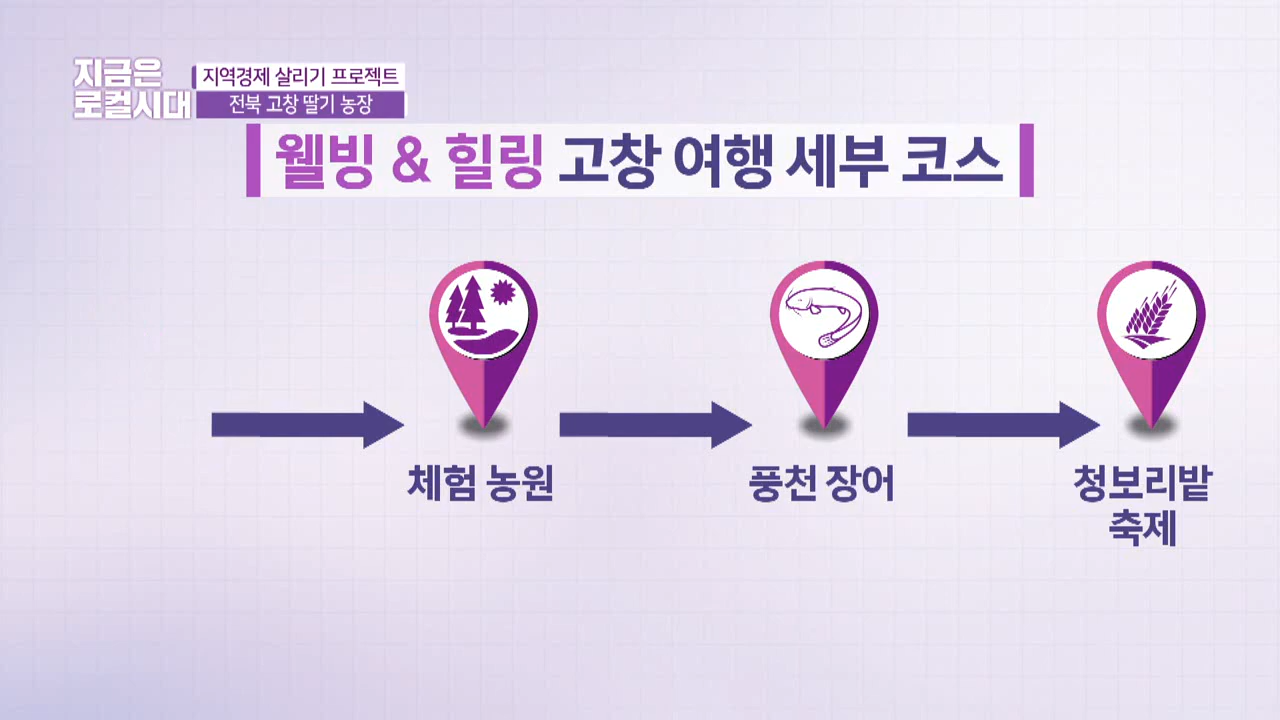 지금은
로컬시대
지역경제 살리기 프로젝트
전북 고창 딸기 농장
웰빙 & 힐링 고창 여행 세부 코스
체험 농원
풍천 장어
청보리밭
축제